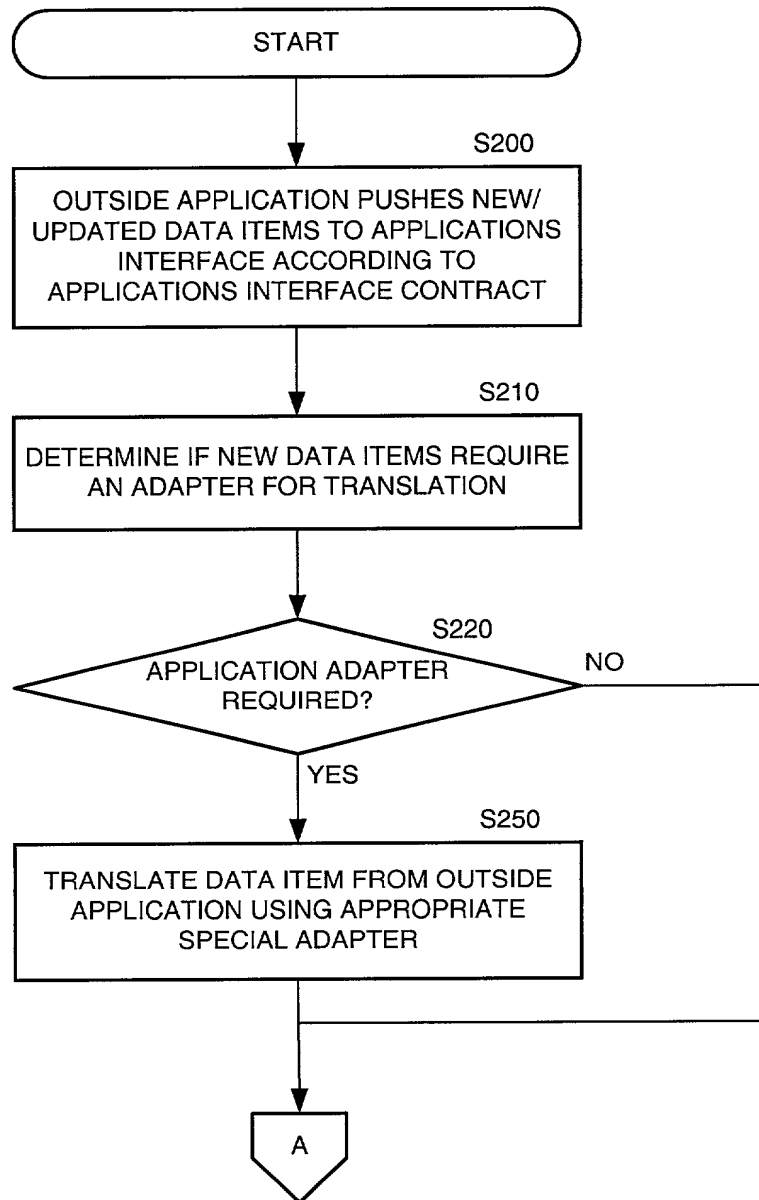 START
S200
OUTSIDE APPLICATION PUSHES NEW/
UPDATED DATA ITEMS TO APPLICATIONS
INTERFACE ACCORDING TO
APPLICATIONS INTERFACE CONTRACT
S210
DETERMINE IF NEW DATA ITEMS REQUIRE
AN ADAPTER FOR TRANSLATION
S220
APPLICATION ADAPTER
REQUIRED?
NO
YES
S250
TRANSLATE DATA ITEM FROM OUTSIDE
APPLICATION USING APPROPRIATE
SPECIAL ADAPTER
A